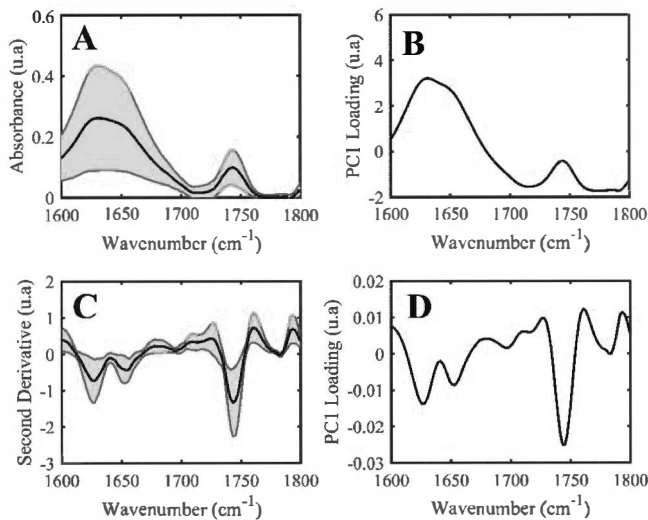 A
Absorbance (u.a)
0.6
0.4
0.2
0
1600 1650 1700 1750 1800
Wavenumber (cm-1)
B
PC1 Loading (u.a)
6
4
2
0
-2
1600 1650 1700 1750 1800
Wavenumber (cm-1)
C
Second Derivative (u.a)
2
1
0
-1
-2
-3
1600 1650 1700 1750 1800
Wavenumber (cm-1)
D
PC1 Loading (u.a)
0.02
0.01
0
-0.01
-0.02
-0.03
1600 1650 1700 1750 1800
Wavenumber (cm-1)